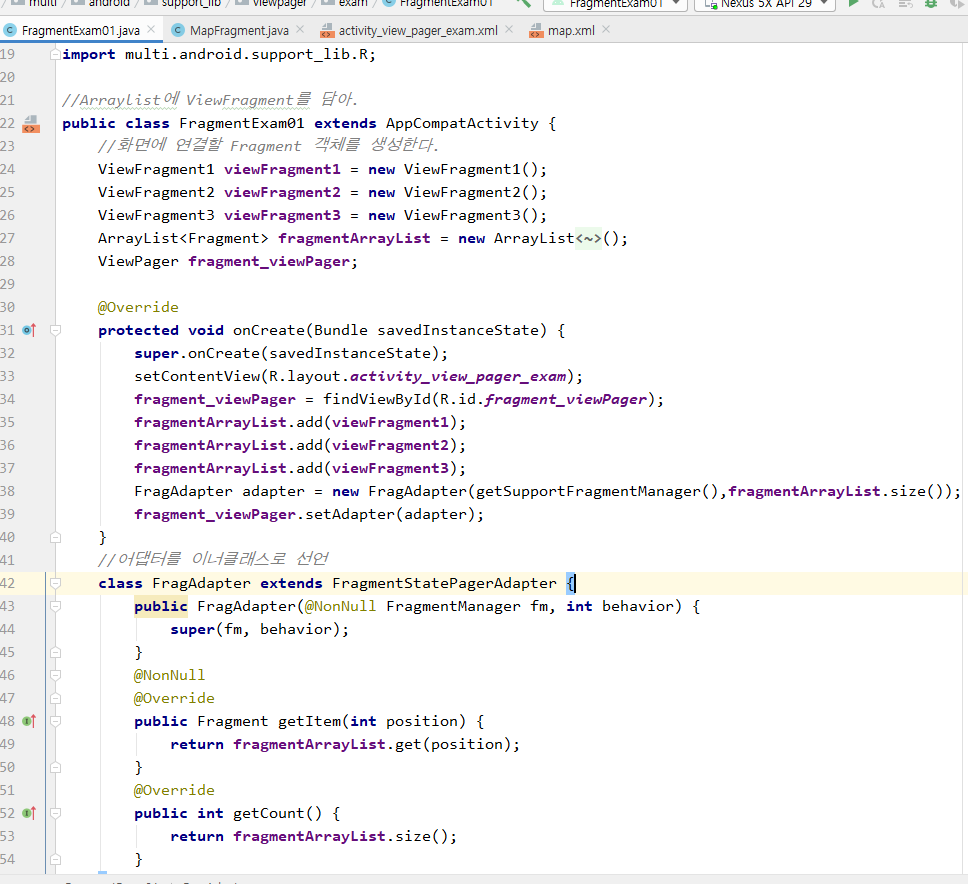 multi android support_lib viewpager exam FragmentExam01 FragmentExam01 Nexus 5X API 29
FragmentExam01.java MapFragment.java activity_view_pager_exam.xml map.xml
19 import multi.android.support_lib.R;
20
21 //Arraylist에 ViewFragment를 담아.
22 public class FragmentExam01 extends AppCompatActivity {
23 //화면에 연결할 Fragment 객체를 생성한다.
24 ViewFragment1 viewFragment1 = new ViewFragment1();
25 ViewFragment2 viewFragment2 = new ViewFragment2();
26 ViewFragment3 viewFragment3 = new ViewFragment3();
27 ArrayList<Fragment> fragmentArrayList = new ArrayList<~>();
28 ViewPager fragment_viewPager;
29
30 @Override
31 protected void onCreate(Bundle savedInstanceState) {
32 super.onCreate(savedInstanceState);
33 setContentView(R.layout.activity_view_pager_exam);
34 fragment_viewPager = findViewById(R.id.fragment_viewPager);
35 fragmentArrayList.add(viewFragment1);
36 fragmentArrayList.add(viewFragment2);
37 fragmentArrayList.add(viewFragment3);
38 FragAdapter adapter = new FragAdapter(getSupportFragmentManager(),fragmentArrayList.size());
39 fragment_viewPager.setAdapter(adapter);
40 }
41 //어댑터를 이너클래스로 선언
42 class FragAdapter extends FragmentStatePagerAdapter {
43 public FragAdapter(@NonNull FragmentManager fm, int behavior) {
44 super(fm, behavior);
45 }
46 @NonNull
47 @Override
48 public Fragment getItem(int position) {
49 return fragmentArrayList.get(position);
50 }
51 @Override
52 public int getCount() {
53 return fragmentArrayList.size();
54 }